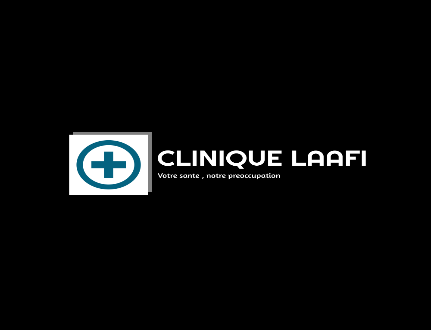 CLINIQUE LAAFI
Votre sante , notre preoccupation